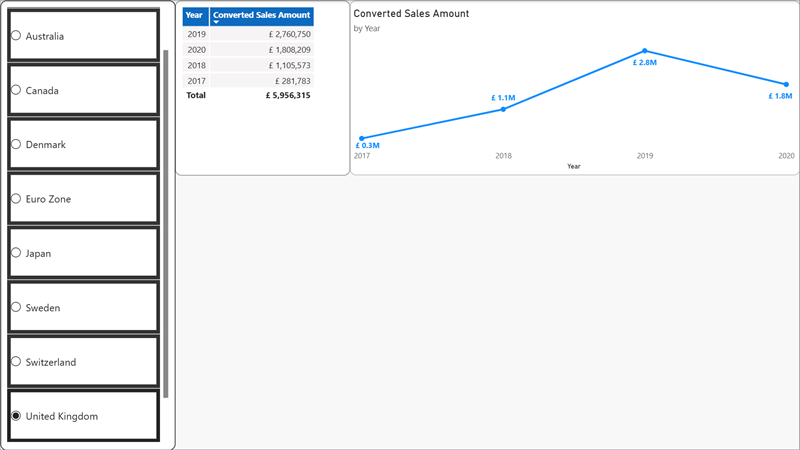 Australia
Canada
Denmark
Euro Zone
Japan
Sweden
Switzerland
United Kingdom
Year Converted Sales Amount
2019 £ 2,760,750
2020 £ 1,808,209
2018 £ 1,105,573
2017 £ 281,783
Total £ 5,956,315
Converted Sales Amount
by Year
£ 0.3M
£ 1.1M
£ 2.8M
£ 1.8M
2017 2018 2019 2020
Year